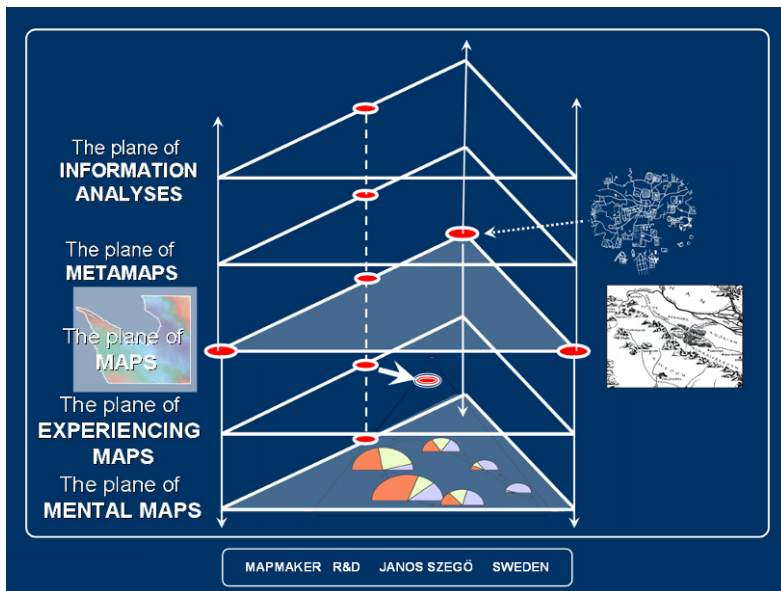 The plane of
INFORMATION
ANALYSES
The plane of
METAMAPS
The plane of
MAPS
The plane of
EXPERIENCING
MAPS
The plane of
MENTAL MAPS
MAPMAKER R&D JANOS SZEGÖ SWEDEN